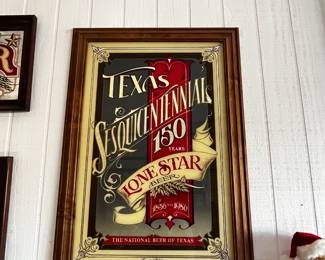 TEXAS
SESQUICENTENNIAL
150
YEARS
LONE STAR
BEER
1836 1986
THE NATIONAL BEER OF TEXAS
R